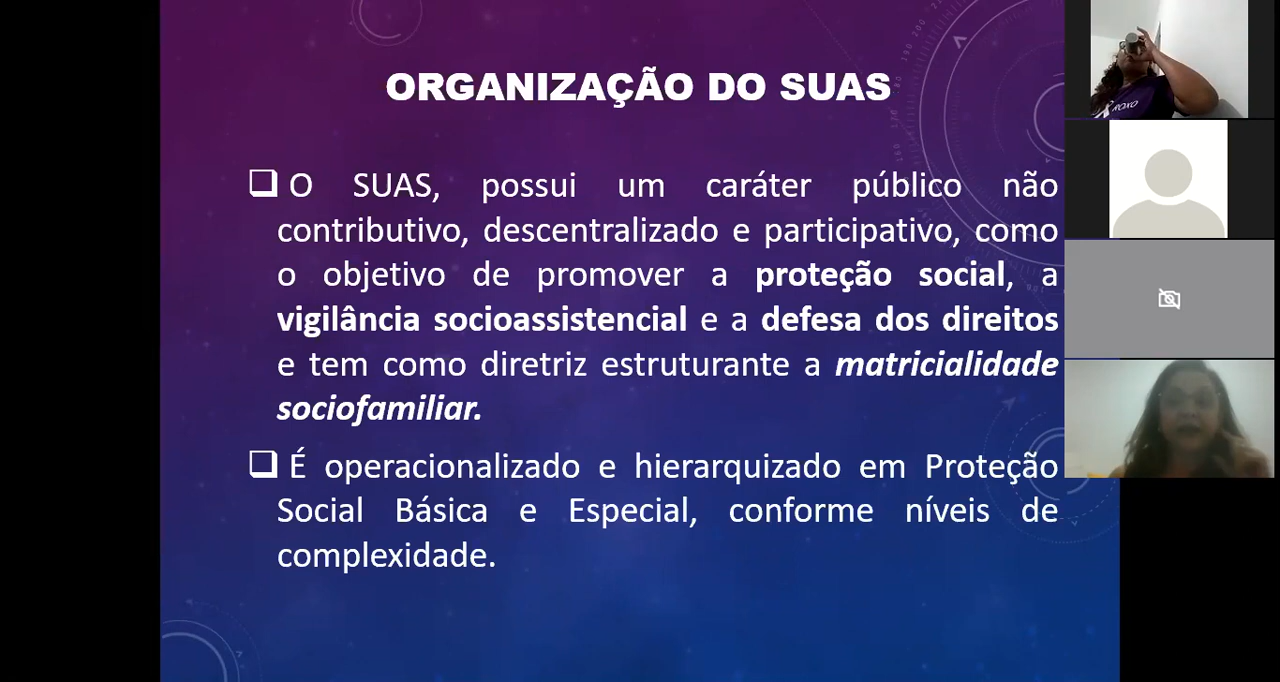 ORGANIZAÇÃO DO SUAS
O SUAS, possui um caráter público não
contributivo, descentralizado e participativo, como
o objetivo de promover a proteção social, a
vigilância socioassistencial e a defesa dos direitos
e tem como diretriz estruturante a matricialidade
sociofamiliar.
É operacionalizado e hierarquizado em Proteção
Social Básica e Especial, conforme níveis de
complexidade.
ROXO